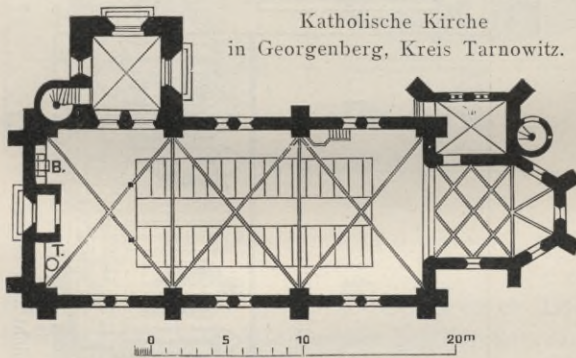 Katholische Kirche
in Georgenberg, Kreis Tarnowitz.
B.
T.
0 5 10 20m